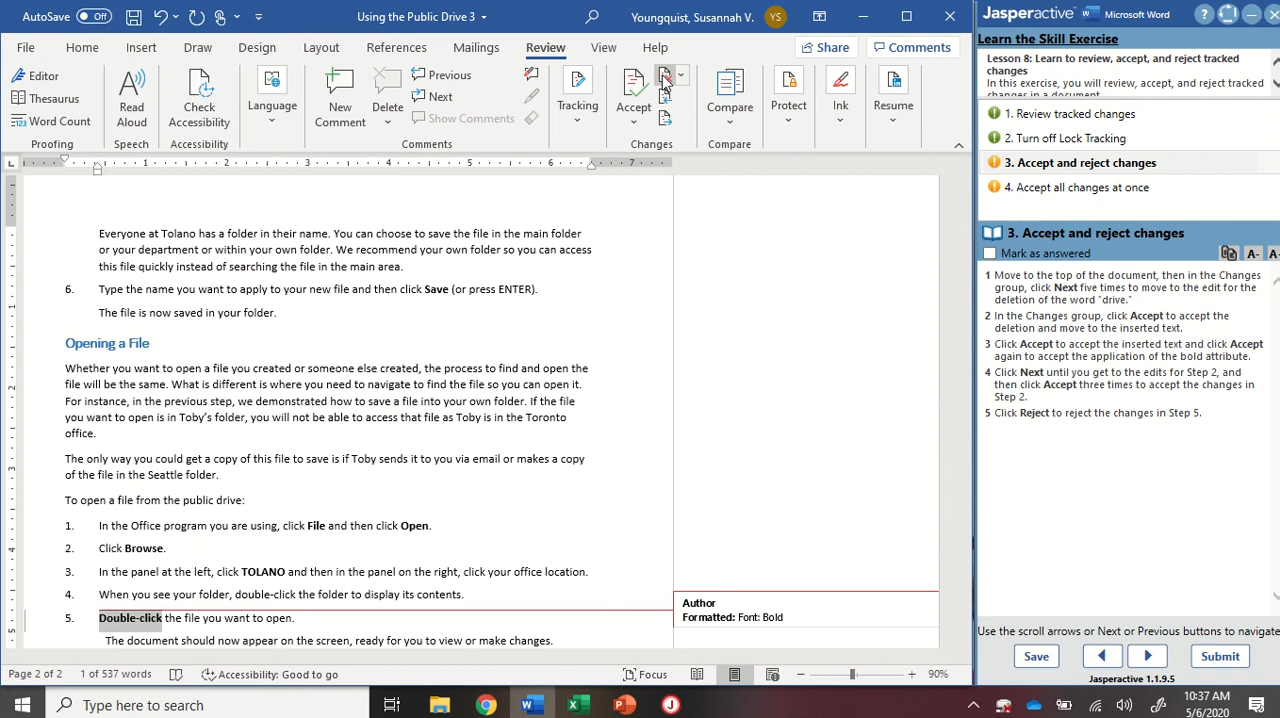 AutoSave Off Using the Public Drive 3 Youngquist, Susannah V. YS
File Home Insert Draw Design Layout References Mailings Review View Help Share Comments
Editor
Thesaurus
Word Count
Proofing
Read Aloud
Speech
Check Accessibility
Accessibility
Language
New Comment
Delete
Previous
Next
Show Comments
Comments
Tracking
Accept
Changes
Compare
Compare
Protect
Ink
Resume
1 2 3 4 5 6 7
Everyone at Tolano has a folder in their name. You can choose to save the file in the main folder
or your department or within your own folder. We recommend your own folder so you can access
this file quickly instead of searching the file in the main area.
6. Type the name you want to apply to your new file and then click Save (or press ENTER).
The file is now saved in your folder.
Opening a File
Whether you want to open a file you created or someone else created, the process to find and open the
file will be the same. What is different is where you need to navigate to find the file so you can open it.
For instance, in the previous step, we demonstrated how to save a file into your own folder. If the file
you want to open is in Toby's folder, you will not be able to access that file as Toby is in the Toronto
office.
The only way you could get a copy of this file to save is if Toby sends it to you via email or makes a copy
of the file in the Seattle folder.
To open a file from the public drive:
1. In the Office program you are using, click File and then click Open.
2. Click Browse.
3. In the panel at the left, click TOLANO and then in the panel on the right, click your office location.
4. When you see your folder, double-click the folder to display its contents.
5. Double-click the file you want to open.
The document should now appear on the screen, ready for you to view or make changes.
Author
Formatted: Font: Bold
Page 2 of 2 1 of 537 words Accessibility: Good to go Focus 90%
Type here to search
10:37 AM
5/6/2020
Jasperactive Microsoft Word
Learn the Skill Exercise
Lesson 8: Learn to review, accept, and reject tracked
changes
In this exercise, you will review, accept, and reject tracked
changes in a document.
1. Review tracked changes
2. Turn off Lock Tracking
3. Accept and reject changes
4. Accept all changes at once
3. Accept and reject changes
Mark as answered A- A
1 Move to the top of the document, then in the Changes
group, click Next five times to move to the edit for the
deletion of the word "drive."
2 In the Changes group, click Accept to accept the
deletion and move to the inserted text.
3 Click Accept to accept the inserted text and click Accept
again to accept the application of the bold attribute.
4 Click Next until you get to the edits for Step 2, and
then click Accept three times to accept the changes in
Step 2.
5 Click Reject to reject the changes in Step 5.
Use the scroll arrows or Next or Previous buttons to navigate
Save Submit
Jasperactive 1.1.9.5